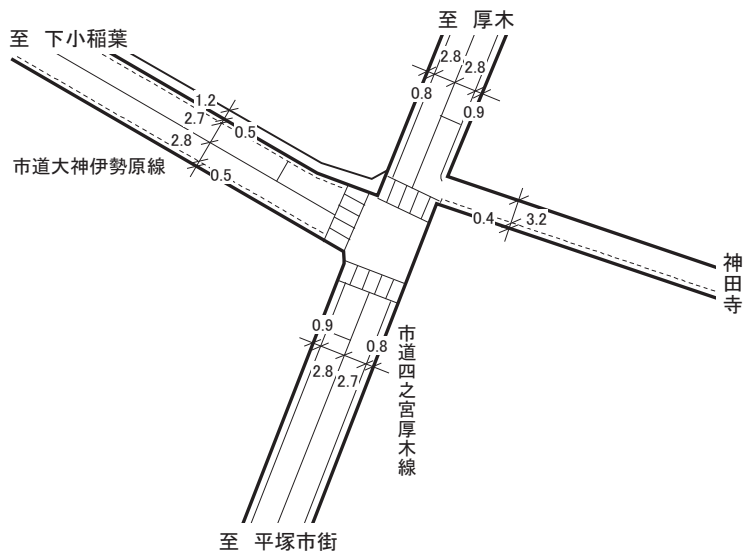 至 厚木
至 下小稲葉
2.8
2.8
0.8
0.9
1.2
2.7
0.5
2.8
0.5
市道大神伊勢原線
0.4
3.2
神田寺
0.9
0.8
2.8
2.7
市道四之宮厚木線
至 平塚市街